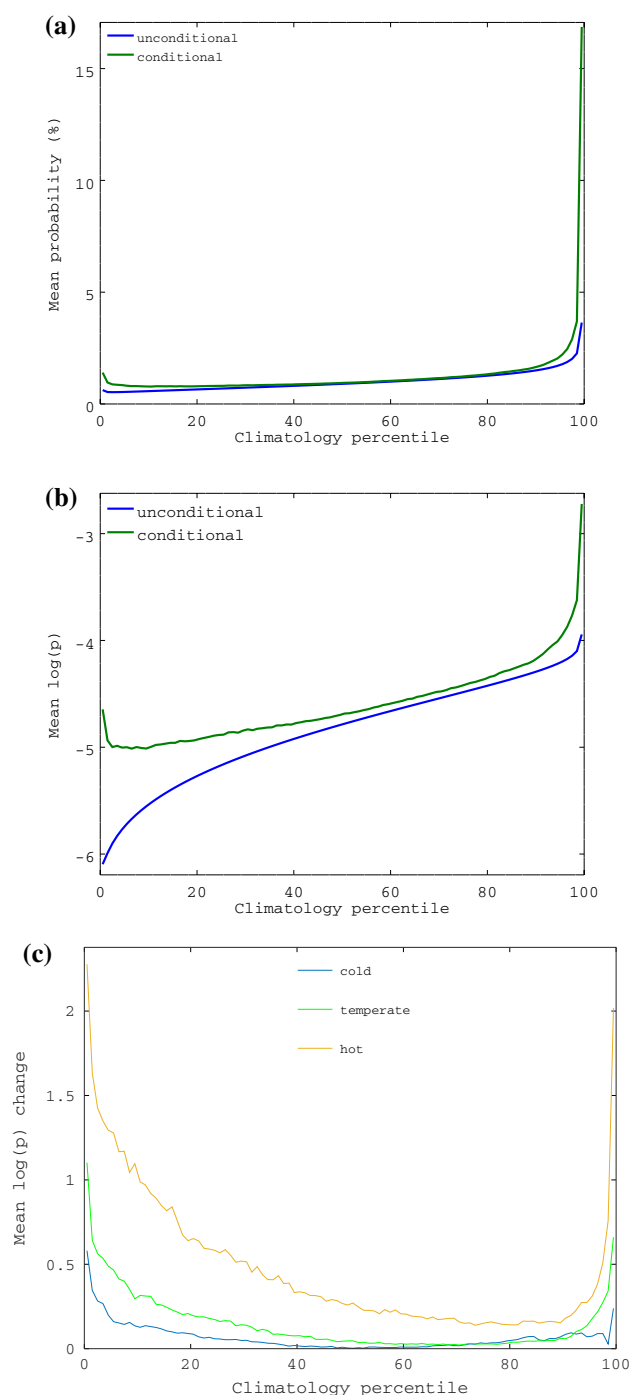 (a)
unconditional
conditional
Mean probability (%)
15
10
5
0
0 20 40 60 80 100
Climatology percentile
(b)
unconditional
conditional
Mean log(p)
-3
-4
-5
-6
0 20 40 60 80 100
Climatology percentile
(c)
cold
temperate
hot
Mean log(p) change
2
1.5
1
0.5
0
0 20 40 60 80 100
Climatology percentile